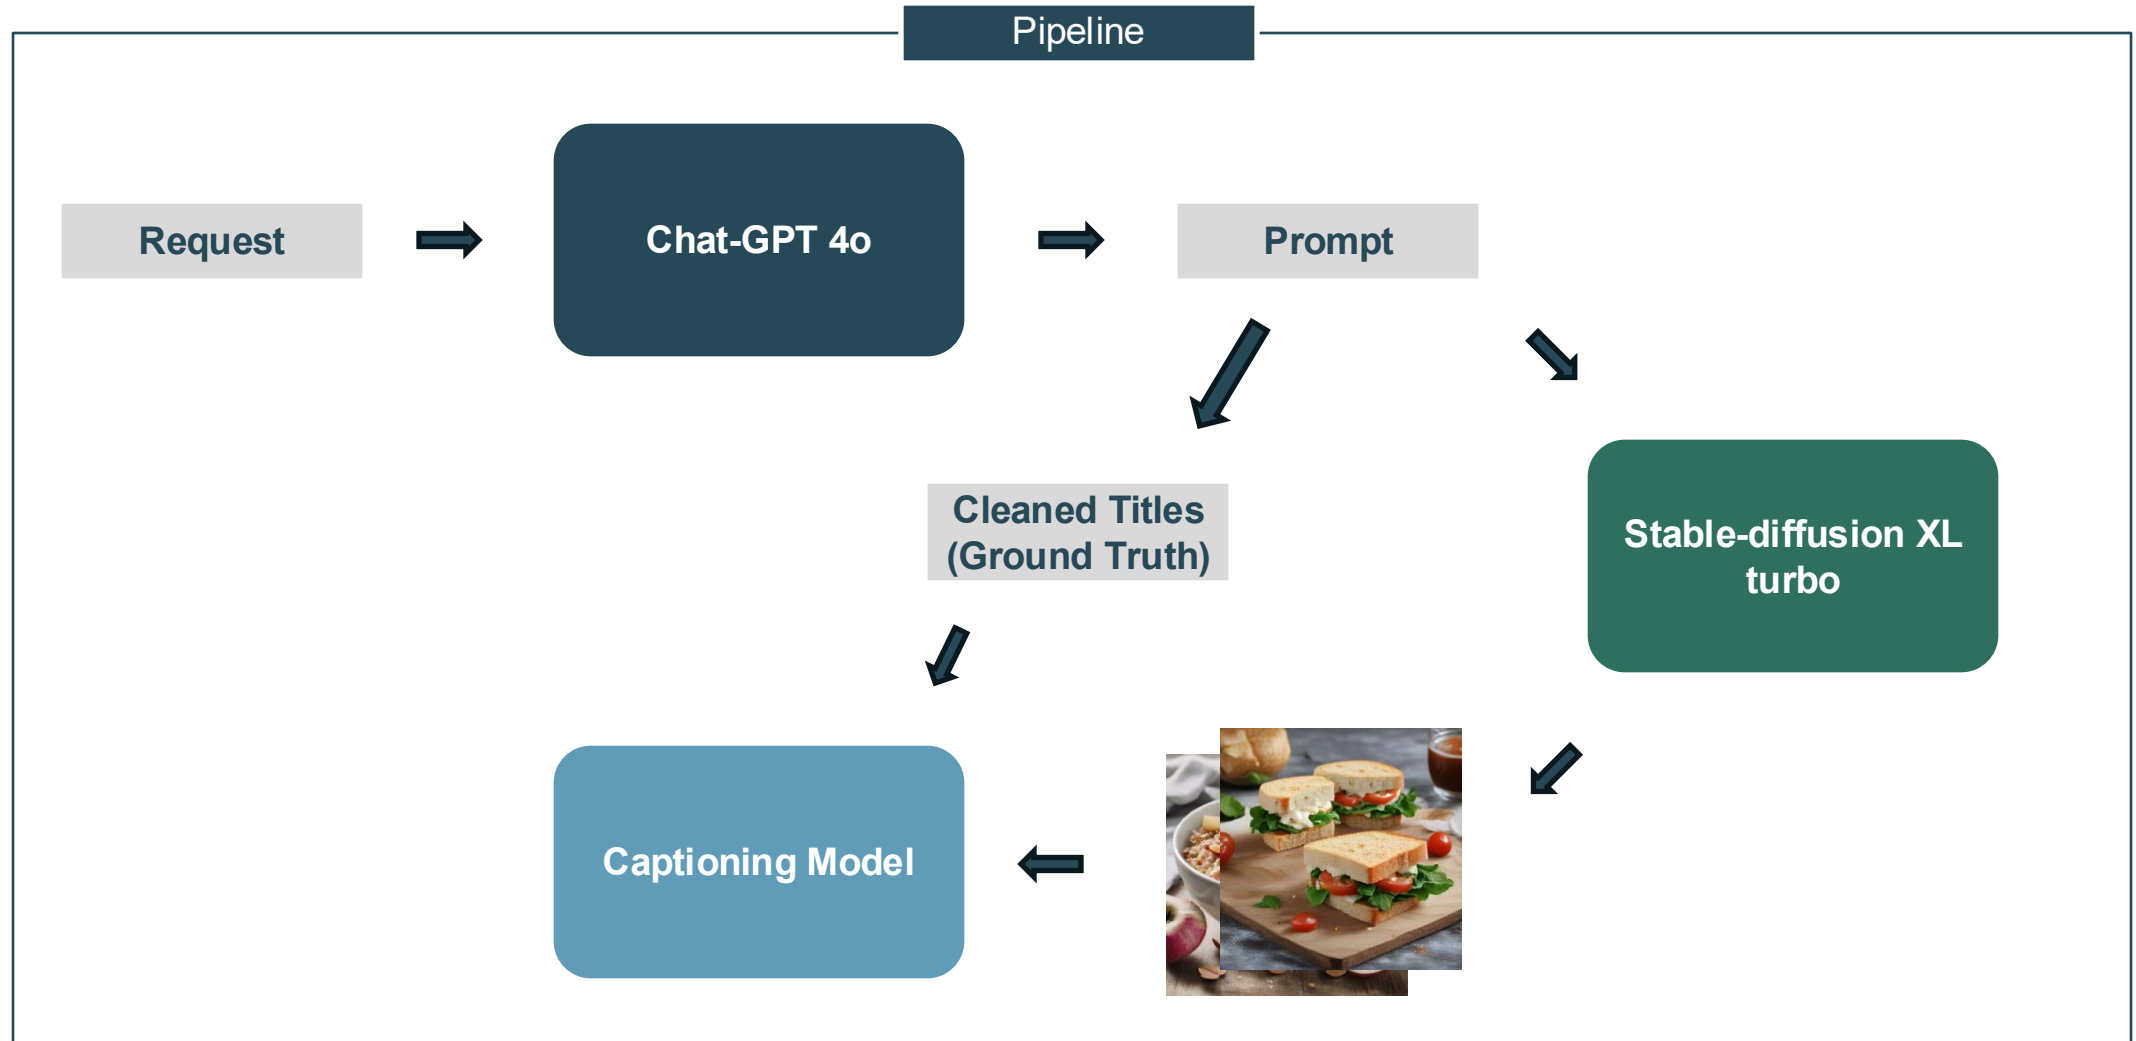 Pipeline
Request
Chat-GPT 4o
Prompt
Cleaned Titles
(Ground Truth)
Stable-diffusion XL
turbo
Captioning Model